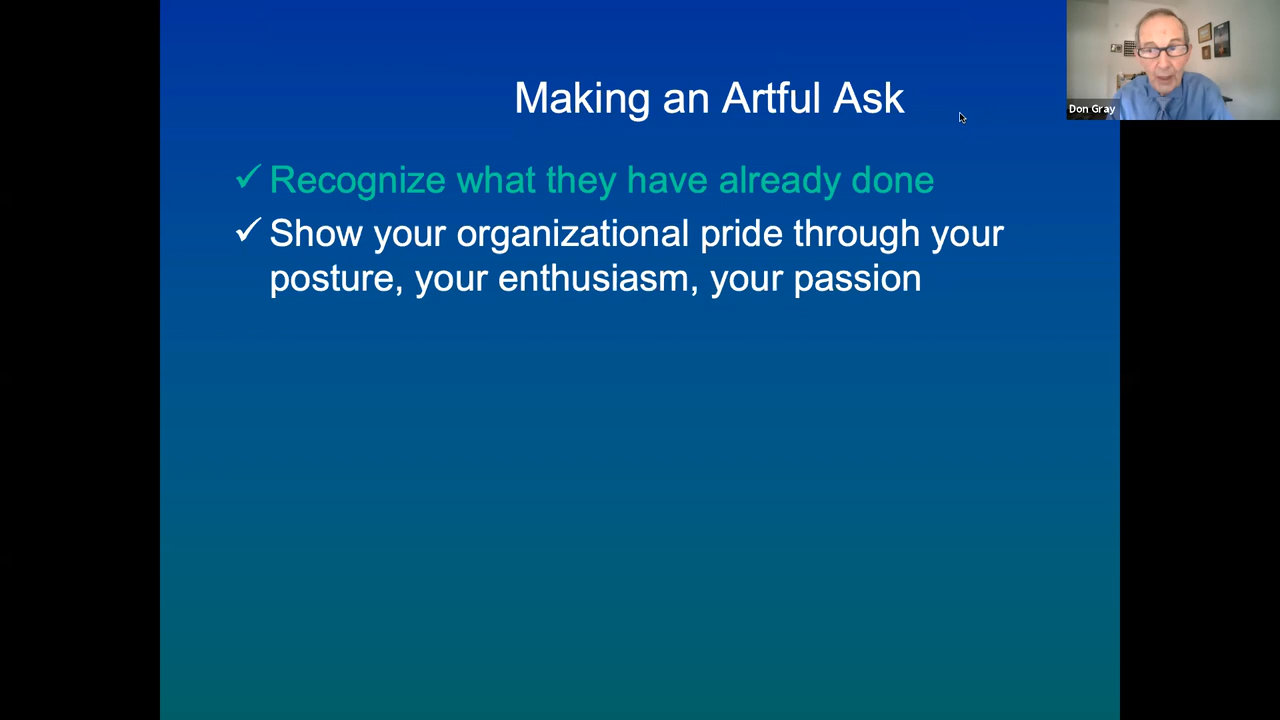 Making an Artful Ask
Don Gray
✓ Recognize what they have already done
✓ Show your organizational pride through your
posture, your enthusiasm, your passion